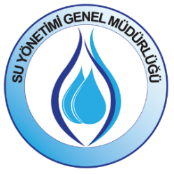 SU YÖNETİMİ GENEL MÜDÜRLÜĞÜ